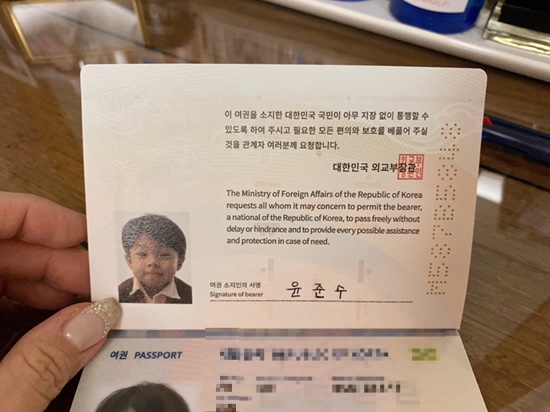 이 여권을 소지한 대한민국 국민이 아무 지장 없이 통행할 수
있도록 하여 주시고 필요한 모든 편의와 보호를 베풀어 주실
것을 관계자 여러분께 요청합니다.
대한민국 외교부장관
The Ministry of Foreign Affairs of the Republic of Korea
requests all whom it may concern to permit the bearer,
a national of the Republic of Korea, to pass freely without
delay or hindrance and to provide every possible assistance
and protection in case of need.
여권 소지인의 서명
Signature of bearer
윤준수
여권 PASSPORT